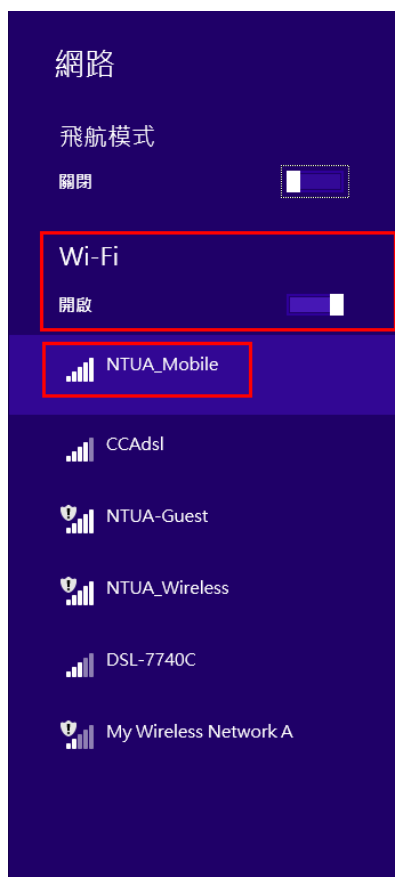 網路
飛航模式
關閉
Wi-Fi
開啟
NTUA_Mobile
CCAdsl
NTUA-Guest
NTUA_Wireless
DSL-7740C
My Wireless Network A